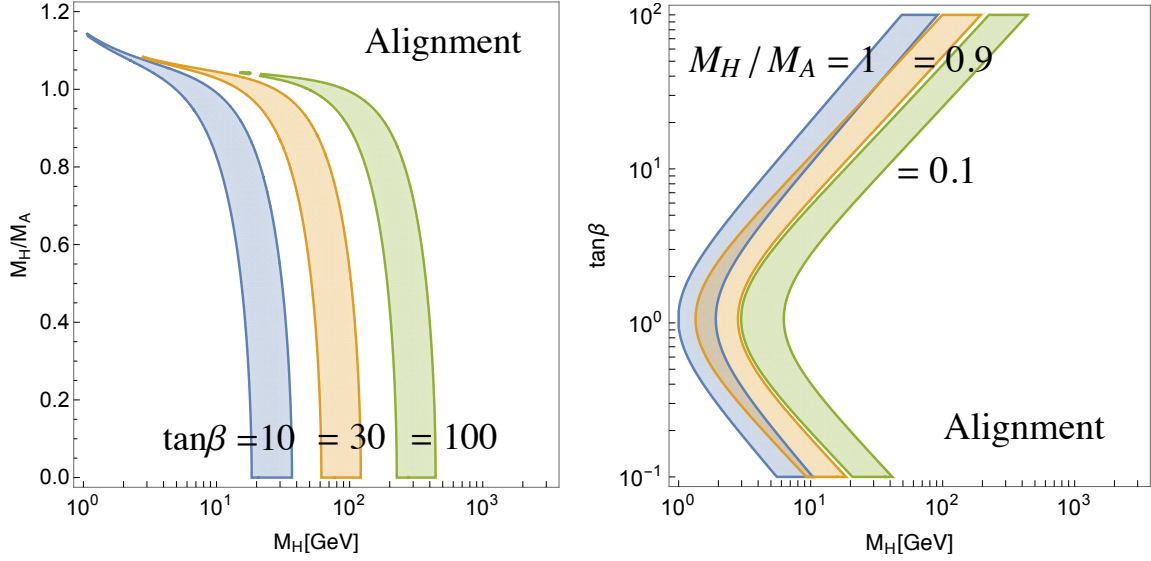 Alignment
1.2
1.0
0.8
0.6
0.4
0.2
0.0
M_H/M_A
tanβ = 10 = 30 = 100
10^0 10^1 10^2 10^3
M_H[GeV]
10^2
10^1
10^0
10^-1
tanβ
M_H / M_A = 1 = 0.9
= 0.1
Alignment
10^0 10^1 10^2 10^3
M_H[GeV]